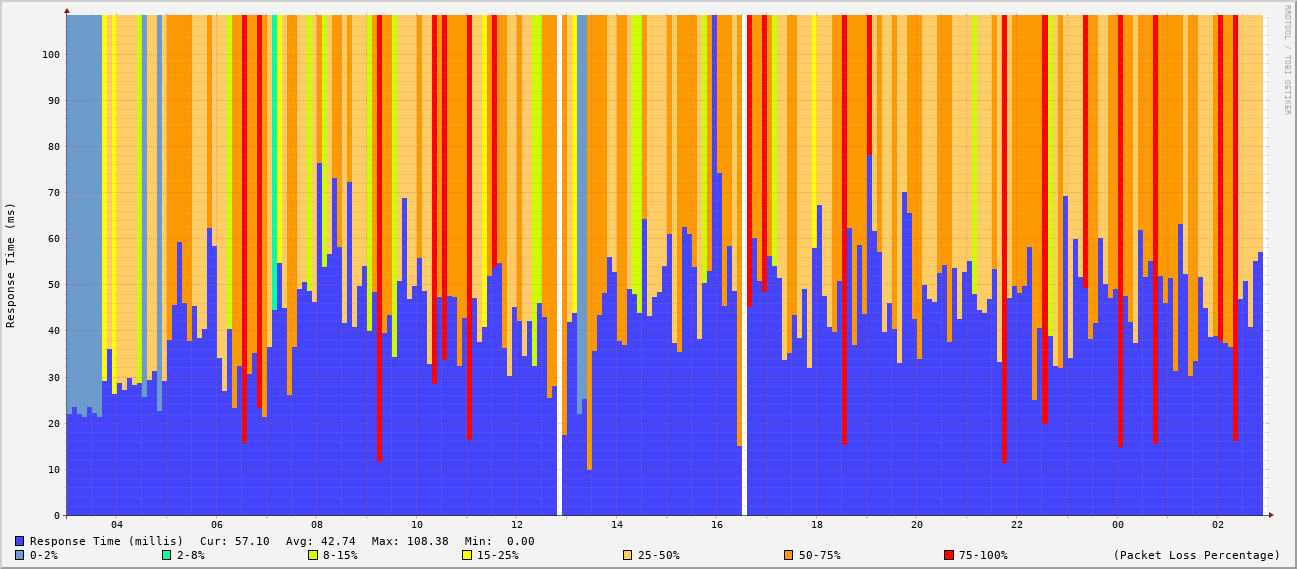 RRDTOOL / TOBI OETIKER
Response Time (ms)
100
90
80
70
60
50
40
30
20
10
0
04 06 08 10 12 14 16 18 20 22 00 02
Response Time (millis) Cur: 57.10 Avg: 42.74 Max: 108.38 Min: 0.00
0-2% 2-8% 8-15% 15-25% 25-50% 50-75% 75-100% (Packet Loss Percentage)